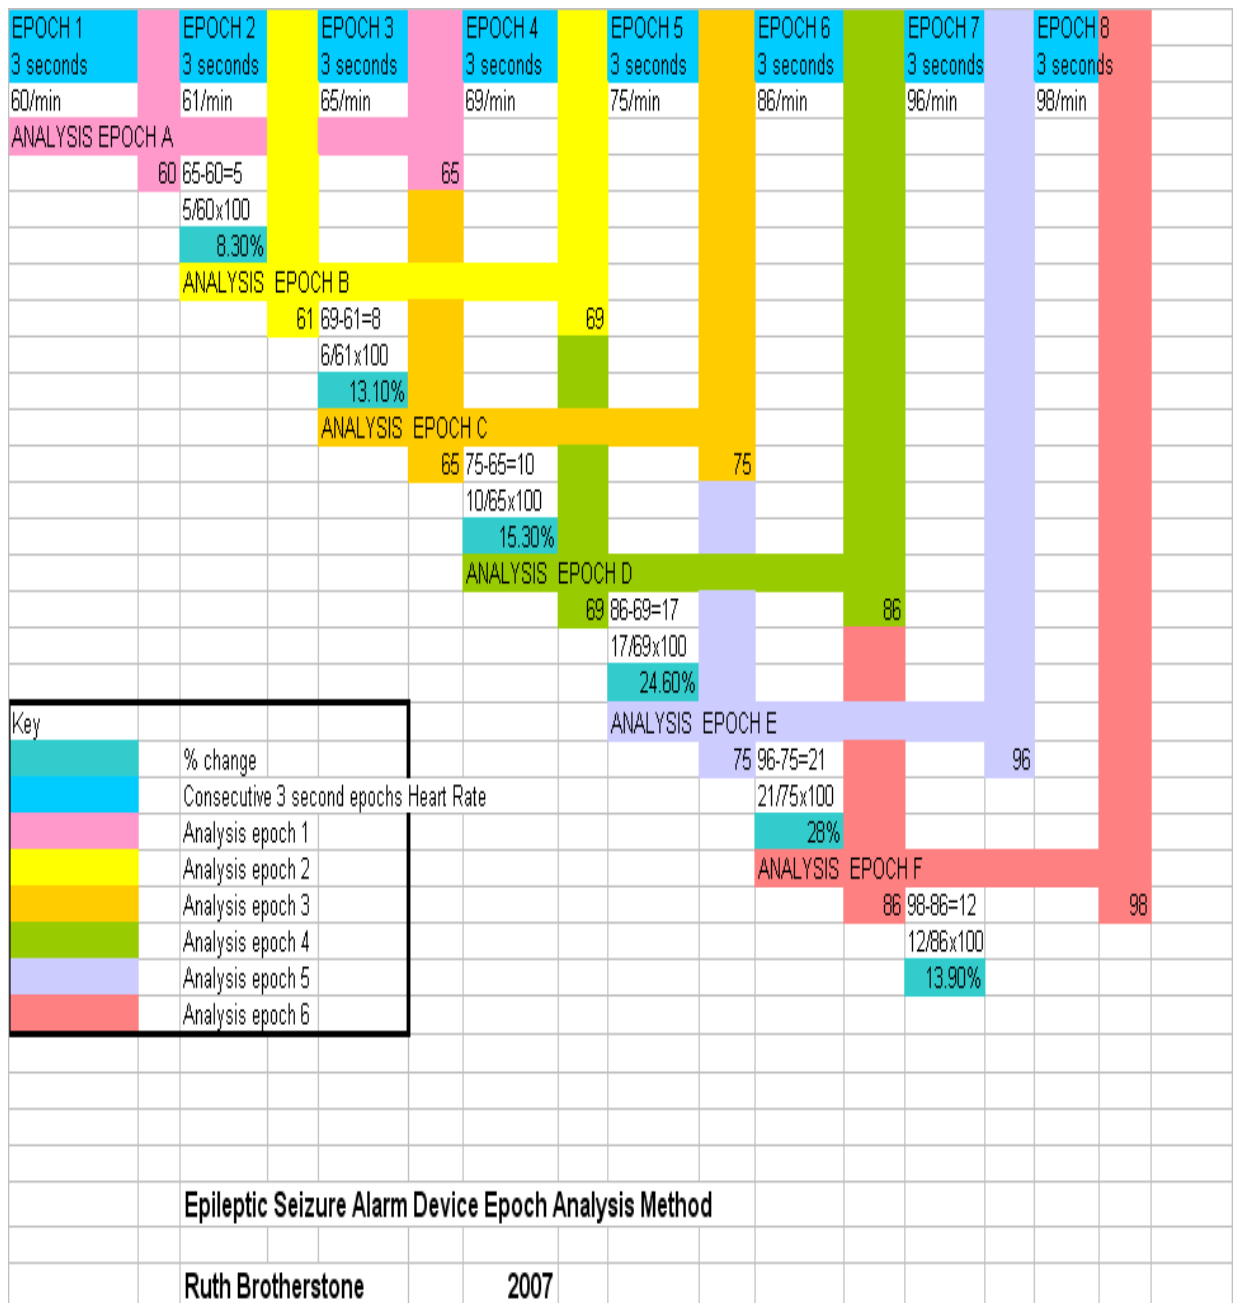 EPOCH 1 EPOCH 2 EPOCH 3 EPOCH 4 EPOCH 5 EPOCH 6 EPOCH 7 EPOCH 8
3 seconds 3 seconds 3 seconds 3 seconds 3 seconds 3 seconds 3 seconds 3 seconds
60/min 61/min 65/min 69/min 75/min 86/min 96/min 98/min
ANALYSIS EPOCH A
60 65-60=5 65
5/60x100
8.30%
ANALYSIS EPOCH B
61 69-61=8 69
6/61x100
13.10%
ANALYSIS EPOCH C
65 75-65=10 75
10/65x100
15.30%
ANALYSIS EPOCH D
69 86-69=17 86
17/69x100
24.60%
ANALYSIS EPOCH E
75 96-75=21 96
21/75x100
28%
ANALYSIS EPOCH F
86 98-86=12 98
12/86x100
13.90%
Key
% change
Consecutive 3 second epochs Heart Rate
Analysis epoch 1
Analysis epoch 2
Analysis epoch 3
Analysis epoch 4
Analysis epoch 5
Analysis epoch 6
Epileptic Seizure Alarm Device Epoch Analysis Method
Ruth Brotherstone 2007